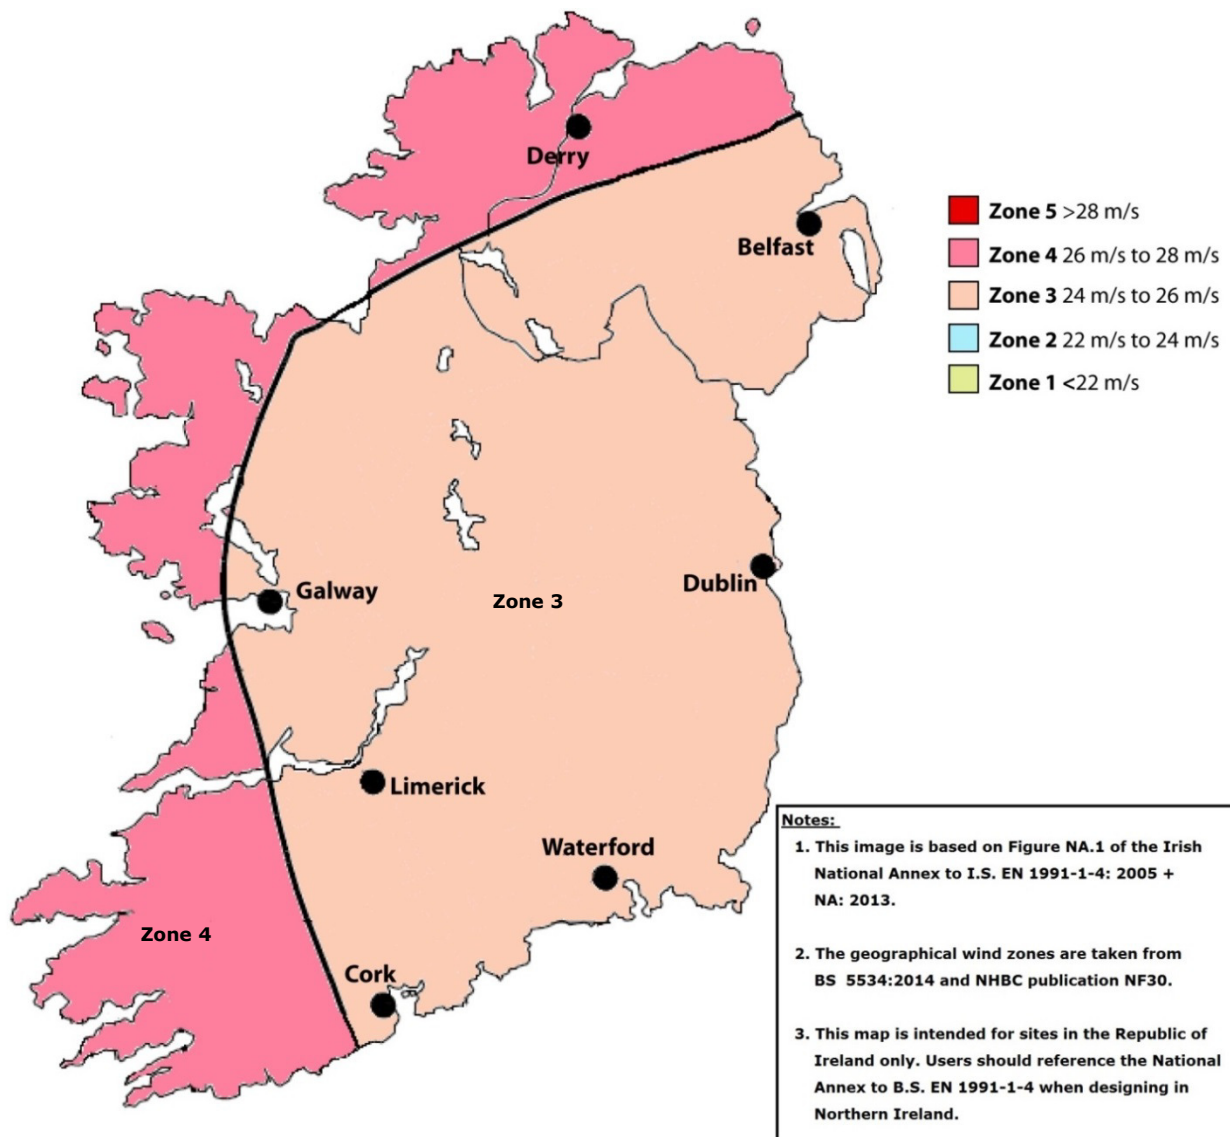 Derry
Belfast
Zone 5 >28 m/s
Zone 4 26 m/s to 28 m/s
Zone 3 24 m/s to 26 m/s
Zone 2 22 m/s to 24 m/s
Zone 1 <22 m/s
Galway
Zone 3
Dublin
Limerick
Waterford
Zone 4
Cork
Notes:
1. This image is based on Figure NA.1 of the Irish
National Annex to I.S. EN 1991-1-4: 2005 +
NA: 2013.
2. The geographical wind zones are taken from
BS 5534:2014 and NHBC publication NF30.
3. This map is intended for sites in the Republic of
Ireland only. Users should reference the National
Annex to B.S. EN 1991-1-4 when designing in
Northern Ireland.